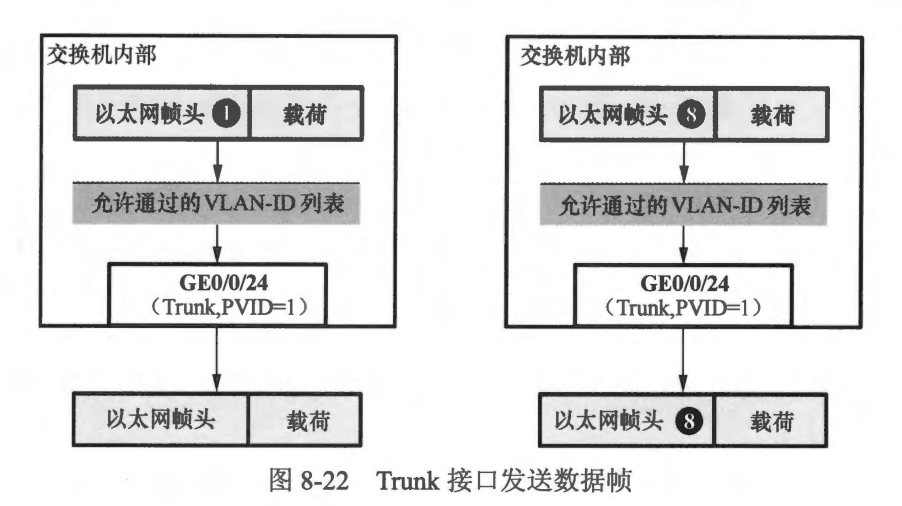 交换机内部
以太网帧头 1 载荷
允许通过的VLAN-ID列表
GE0/0/24
（Trunk,PVID=1）
以太网帧头 载荷
交换机内部
以太网帧头 8 载荷
允许通过的VLAN-ID列表
GE0/0/24
（Trunk,PVID=1）
以太网帧头 8 载荷
图 8-22 Trunk 接口发送数据帧